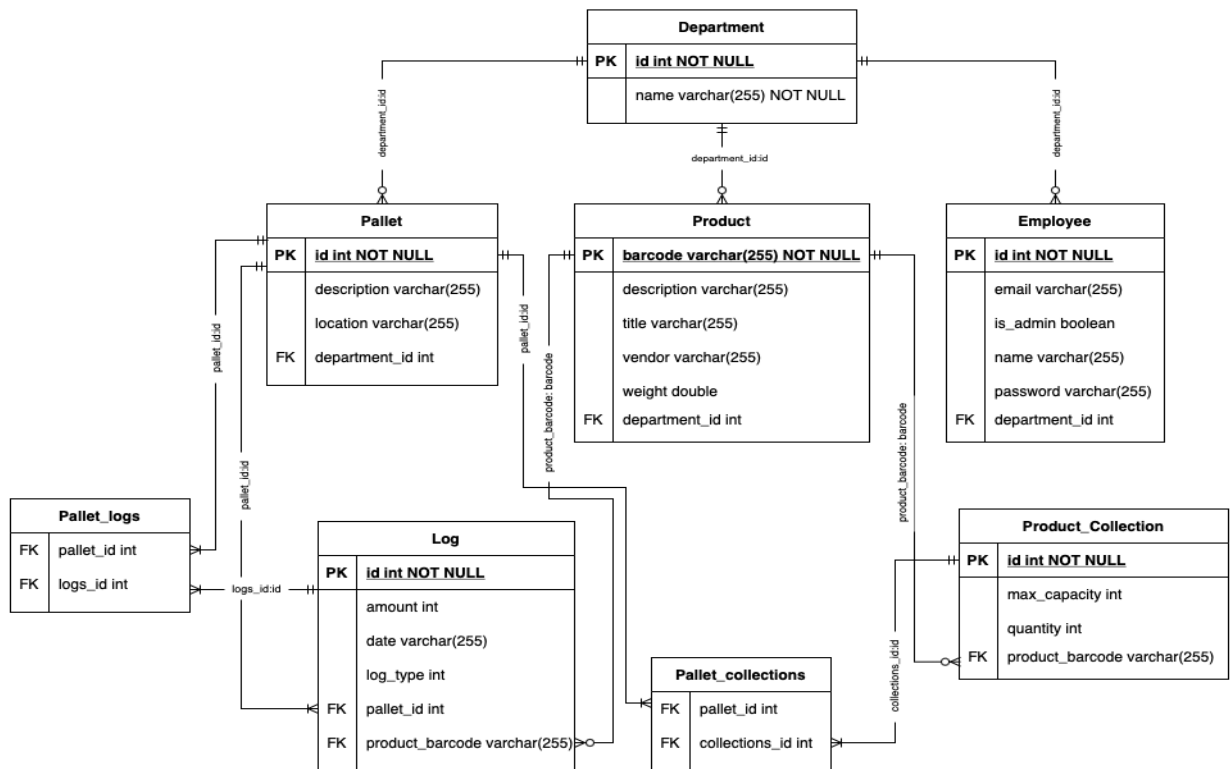 Department
PK id int NOT NULL
name varchar(255) NOT NULL
department_id:id
department_id:id
department_id:id
Pallet
PK id int NOT NULL
description varchar(255)
location varchar(255)
FK department_id int
Product
PK barcode varchar(255) NOT NULL
description varchar(255)
title varchar(255)
vendor varchar(255)
weight double
FK department_id int
Employee
PK id int NOT NULL
email varchar(255)
is_admin boolean
name varchar(255)
password varchar(255)
FK department_id int
pallet_id:id
pallet_id:id
pallet_id:id
product_barcode: barcode
product_barcode: barcode
Pallet_logs
FK pallet_id int
FK logs_id int
logs_id:id
Log
PK id int NOT NULL
amount int
date varchar(255)
log_type int
FK pallet_id int
FK product_barcode varchar(255)
Pallet_collections
FK pallet_id int
FK collections_id int
collections_id:id
Product_Collection
PK id int NOT NULL
max_capacity int
quantity int
FK product_barcode varchar(255)